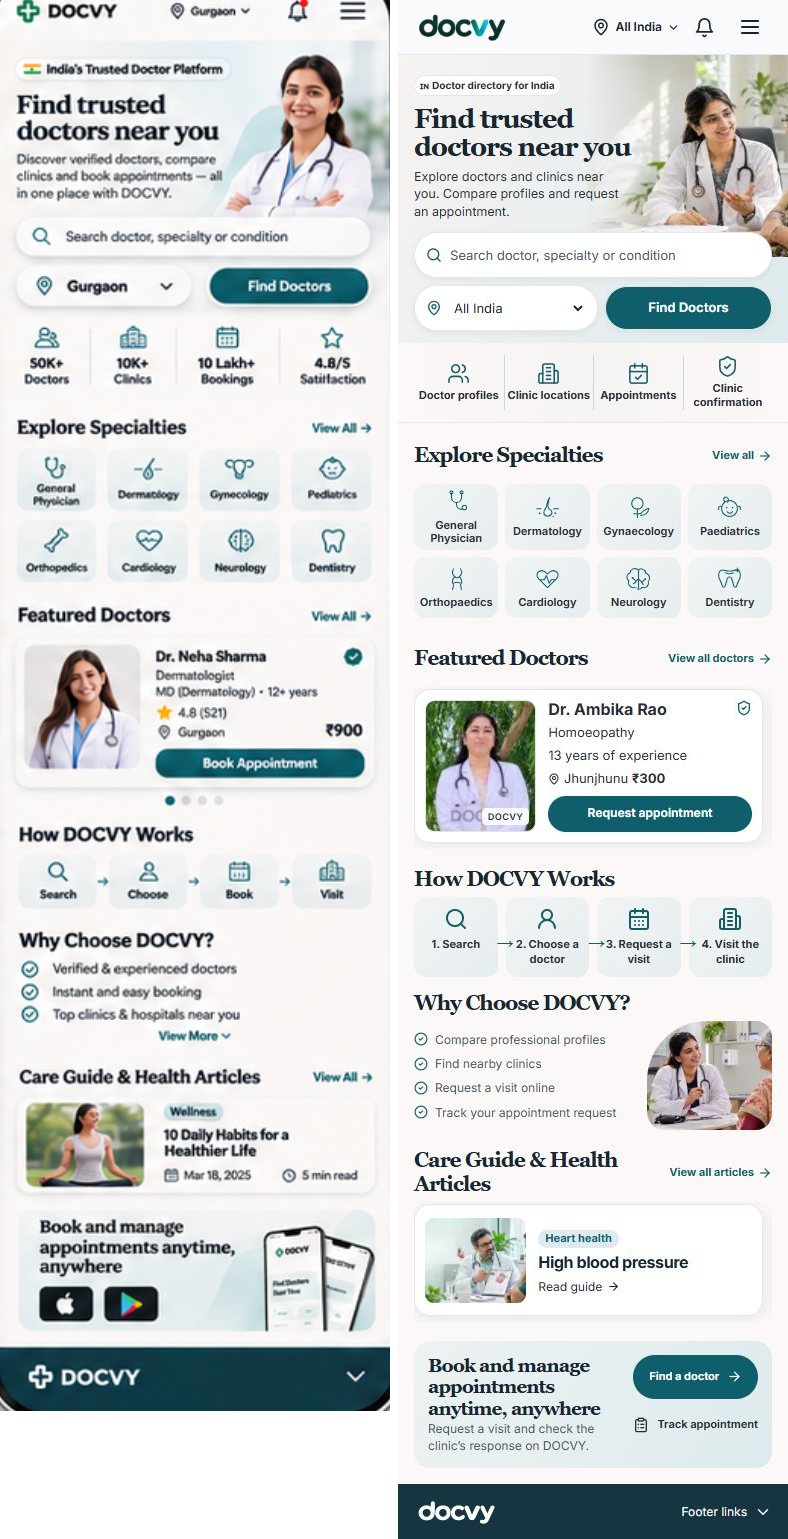 DOCVY
Gurgaon
India's Trusted Doctor Platform
Find trusted
doctors near you
Discover verified doctors, compare
clinics and book appointments — all
in one place with DOCVY.
Search doctor, specialty or condition
Gurgaon
Find Doctors
50K+
Doctors
10K+
Clinics
10 Lakh+
Bookings
4.8/5
Explore Specialties
View All →
General
Physician
Dermatology
Gynecology
Pediatrics
Orthopedics
Cardiology
Neurology
Dentistry
Featured Doctors
View All →
Dr. Neha Sharma
Dermatologist
MD (Dermatology) • 12+ years
4.8 (521)
Gurgaon
₹900
Book Appointment
How DOCVY Works
Search
Choose
Book
Visit
Why Choose DOCVY?
Verified & experienced doctors
Instant and easy booking
Top clinics & hospitals near you
View More
Care Guide & Health Articles
View All →
Wellness
10 Daily Habits for a
Healthier Life
Mar 18, 2025
5 min read
Book and manage
appointments anytime,
anywhere
DOCVY
DOCVY
docvy
All India
IN Doctor directory for India
Find trusted
doctors near you
Explore doctors and clinics near
you. Compare profiles and request
an appointment.
Search doctor, specialty or condition
All India
Find Doctors
Doctor profiles
Clinic locations
Appointments
Clinic
confirmation
Explore Specialties
View all →
General
Physician
Dermatology
Gynaecology
Paediatrics
Orthopaedics
Cardiology
Neurology
Dentistry
Featured Doctors
View all doctors →
Dr. Ambika Rao
Homoeopathy
13 years of experience
Jhunjhunu ₹300
Request appointment
DOCVY
How DOCVY Works
1. Search
2. Choose a
doctor
3. Request a
visit
4. Visit the
clinic
Why Choose DOCVY?
Compare professional profiles
Find nearby clinics
Request a visit online
Track your appointment request
Care Guide & Health
Articles
View all articles →
Heart health
High blood pressure
Read guide →
Book and manage
appointments
anytime, anywhere
Request a visit and check the
clinic's response on DOCVY.
Find a doctor →
Track appointment
docvy
Footer links